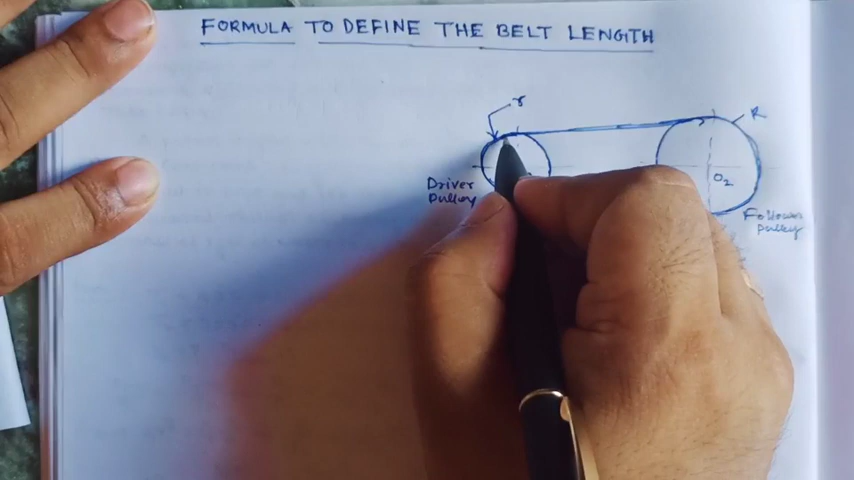 FORMULA TO DEFINE THE BELT LENGTH
r
R
O2
Driver
pulley
Follower
pulley